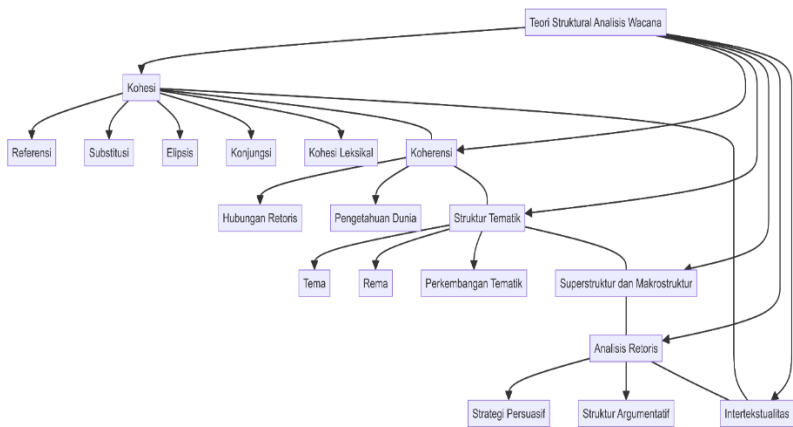 Teori Struktural Analisis Wacana
Kohesi
Referensi
Substitusi
Elipsis
Konjungsi
Kohesi Leksikal
Koherensi
Hubungan Retoris
Pengetahuan Dunia
Struktur Tematik
Tema
Rema
Perkembangan Tematik
Superstruktur dan Makrostruktur
Analisis Retoris
Strategi Persuasif
Struktur Argumentatif
Intertekstualitas